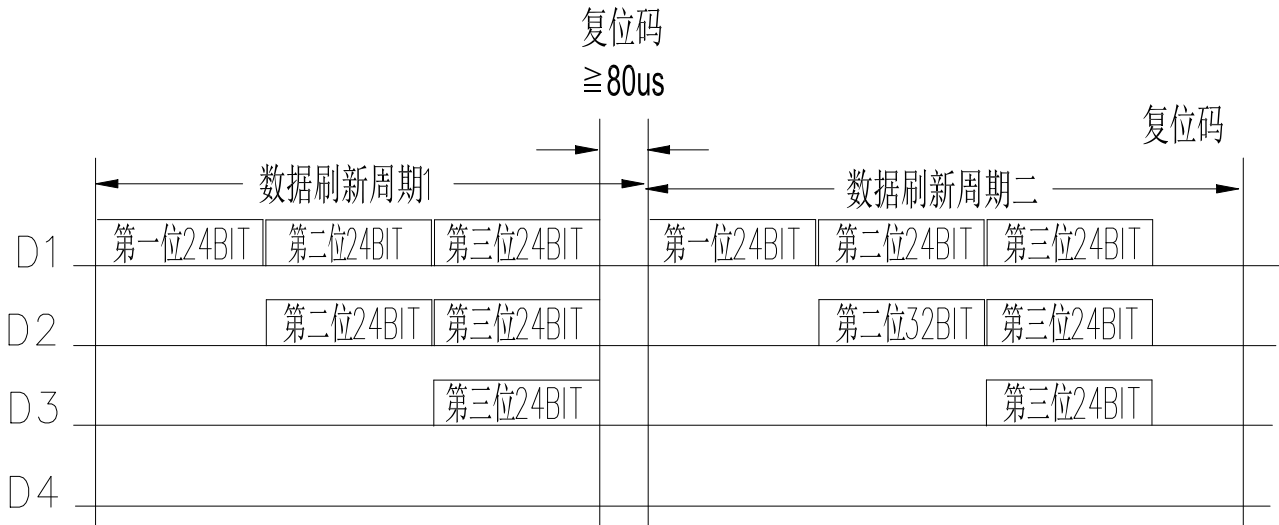 复位码
≧80us
复位码
数据刷新周期1
数据刷新周期二
D1 第一位24BIT 第二位24BIT 第三位24BIT 第一位24BIT 第二位24BIT 第三位24BIT
D2 第二位24BIT 第三位24BIT 第二位32BIT 第三位24BIT
D3 第三位24BIT 第三位24BIT
D4